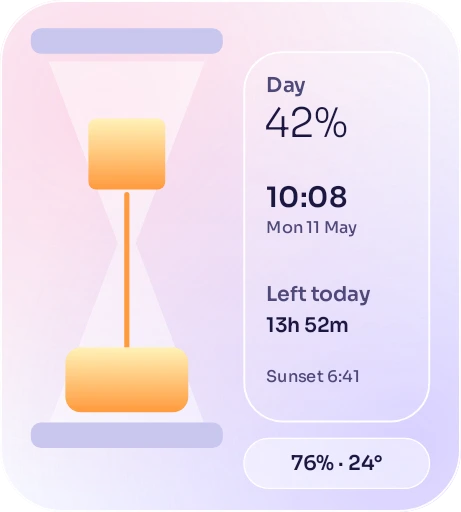 Day
42%
10:08
Mon 11 May
Left today
13h 52m
Sunset 6:41
76% · 24°